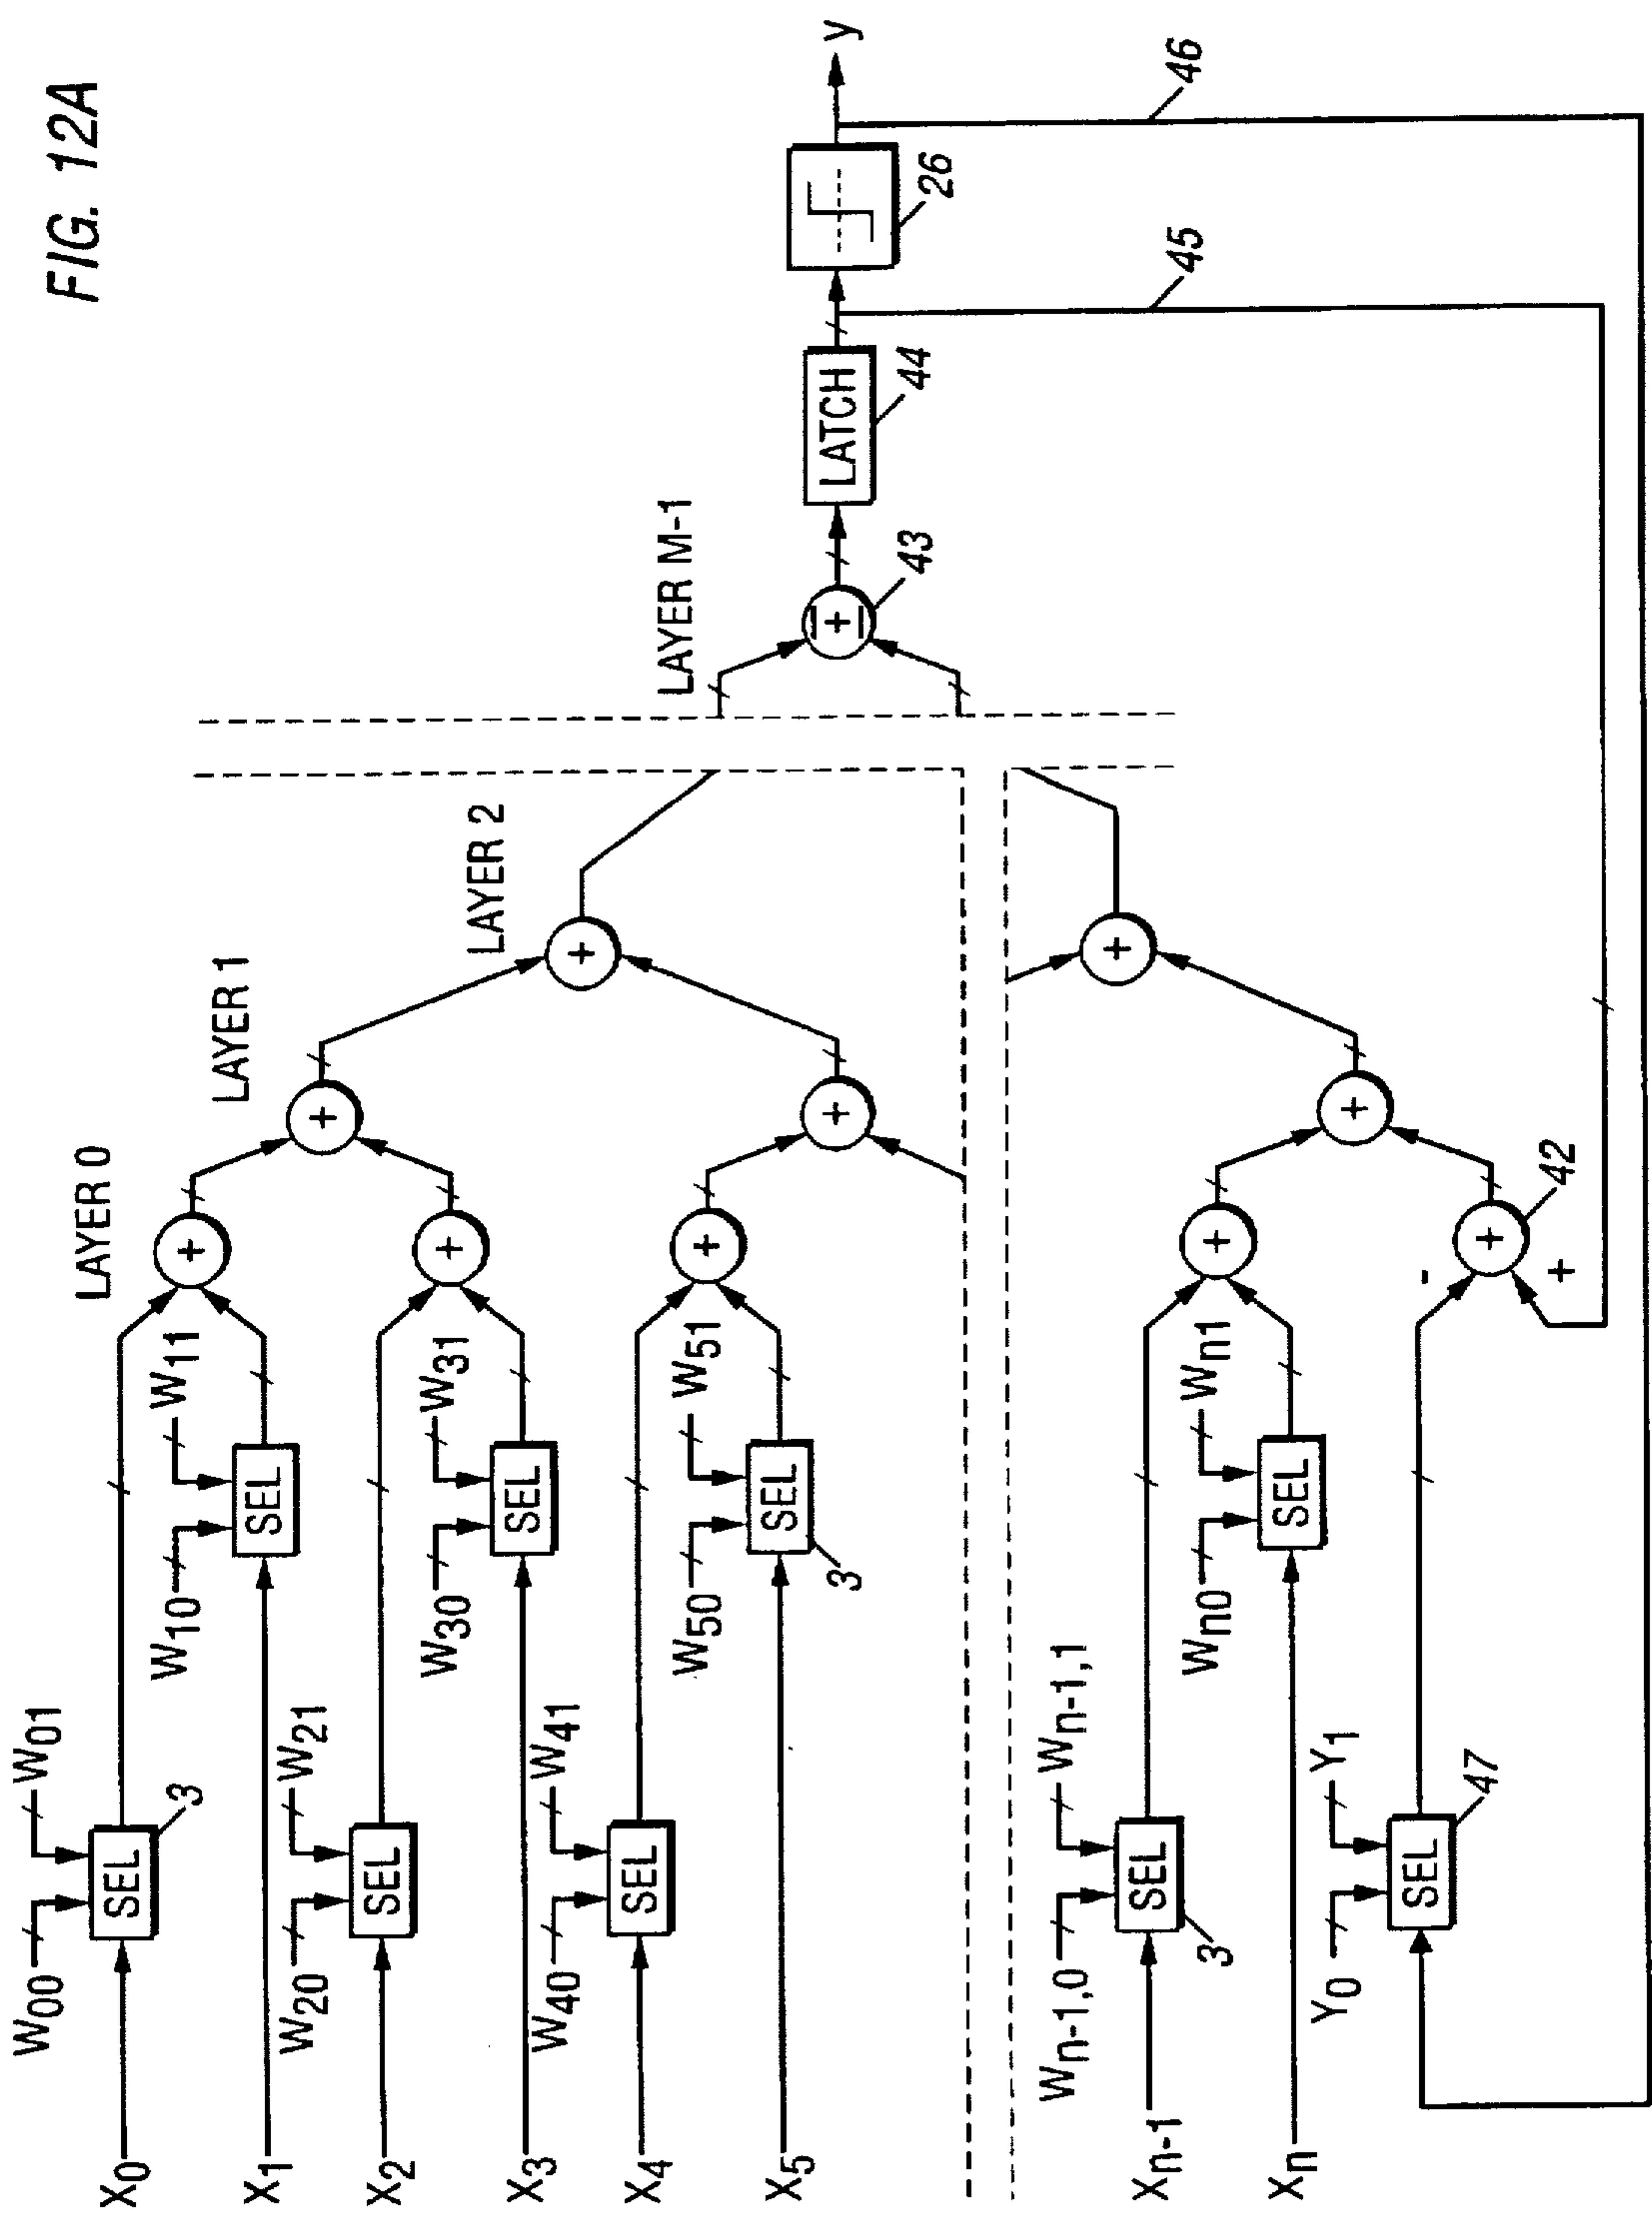 FIG. 12A
LAYER 0
LAYER 1
LAYER 2
LAYER M-1
W00
W01
X0
SEL
3
W10
W11
X1
SEL
+
W20
W21
X2
SEL
W30
W31
X3
SEL
+
+
W40
W41
X4
SEL
W50
W51
X5
SEL
3
+
+
+
|+|
43
LATCH
44
26
y
45
46
Wn-1,0
Wn-1,1
Xn-1
SEL
3
Wn0
Wn1
Xn
SEL
+
+
+
Y0
Y1
SEL
47
-
+
+
42